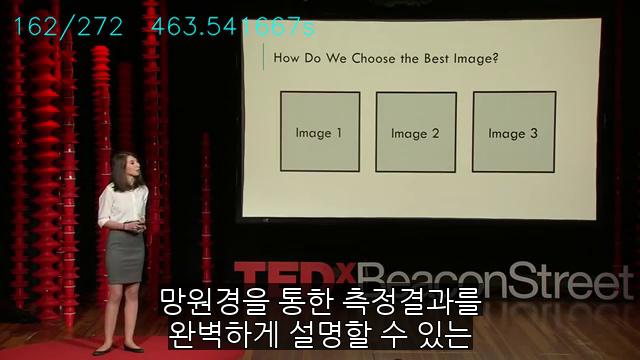 162/272 463.541667s
How Do We Choose the Best Image?
Image 1
Image 2
Image 3
TEDxBeaconStreet
망원경을 통한 측정결과를
완벽하게 설명할 수 있는